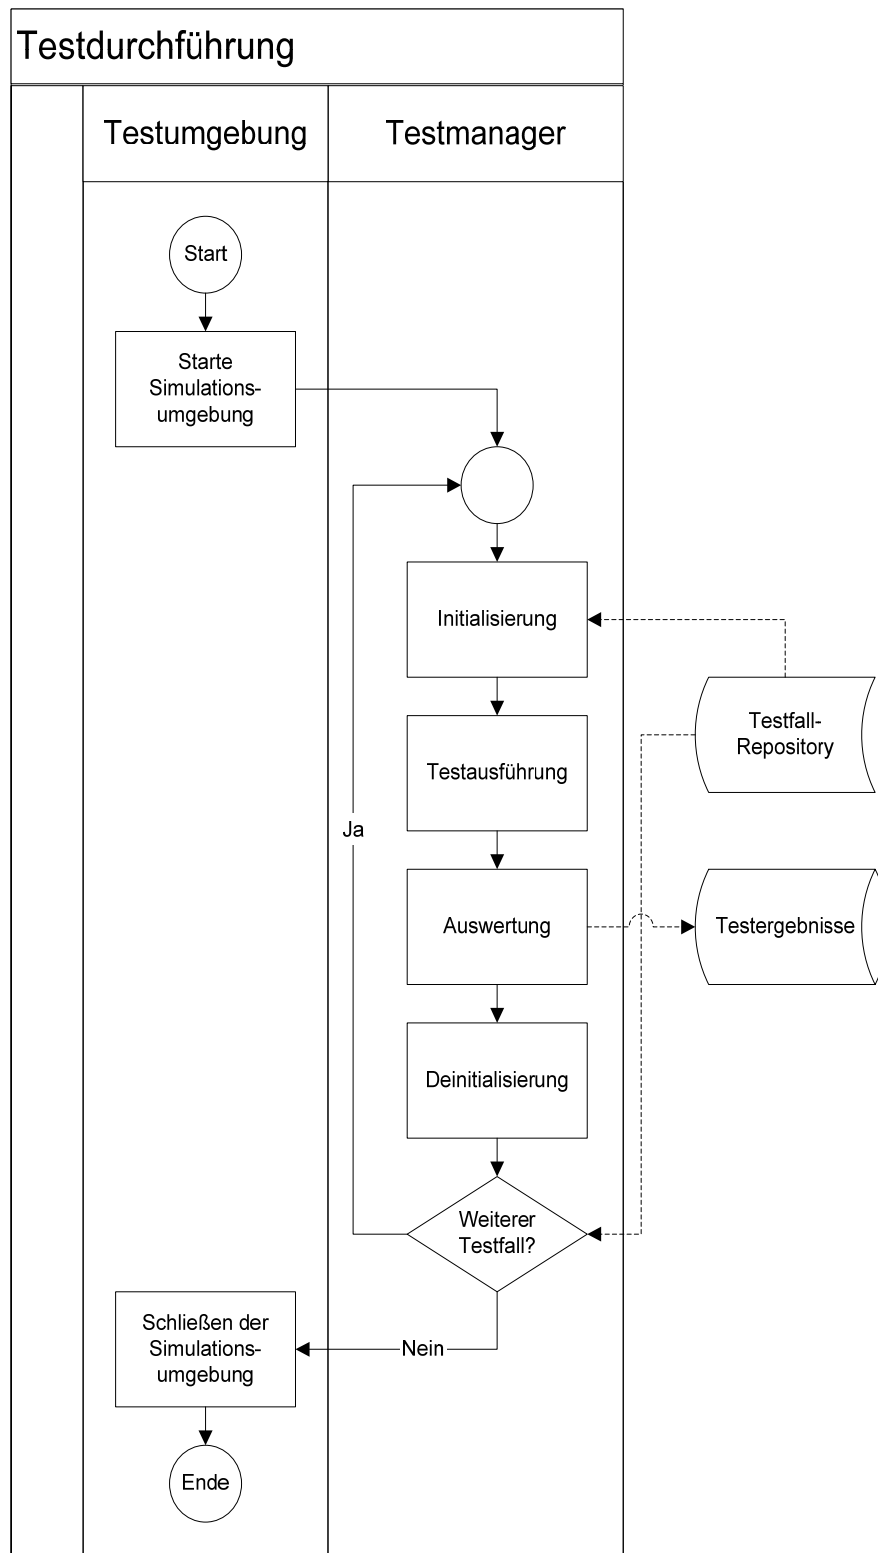 Testdurchführung
Testumgebung
Testmanager
Start
Starte
Simulations-
umgebung
Initialisierung
Testfall-
Repository
Testausführung
Ja
Auswertung
Testergebnisse
Deinitialisierung
Weiterer
Testfall?
Schließen der
Simulations-
umgebung
Nein
Ende